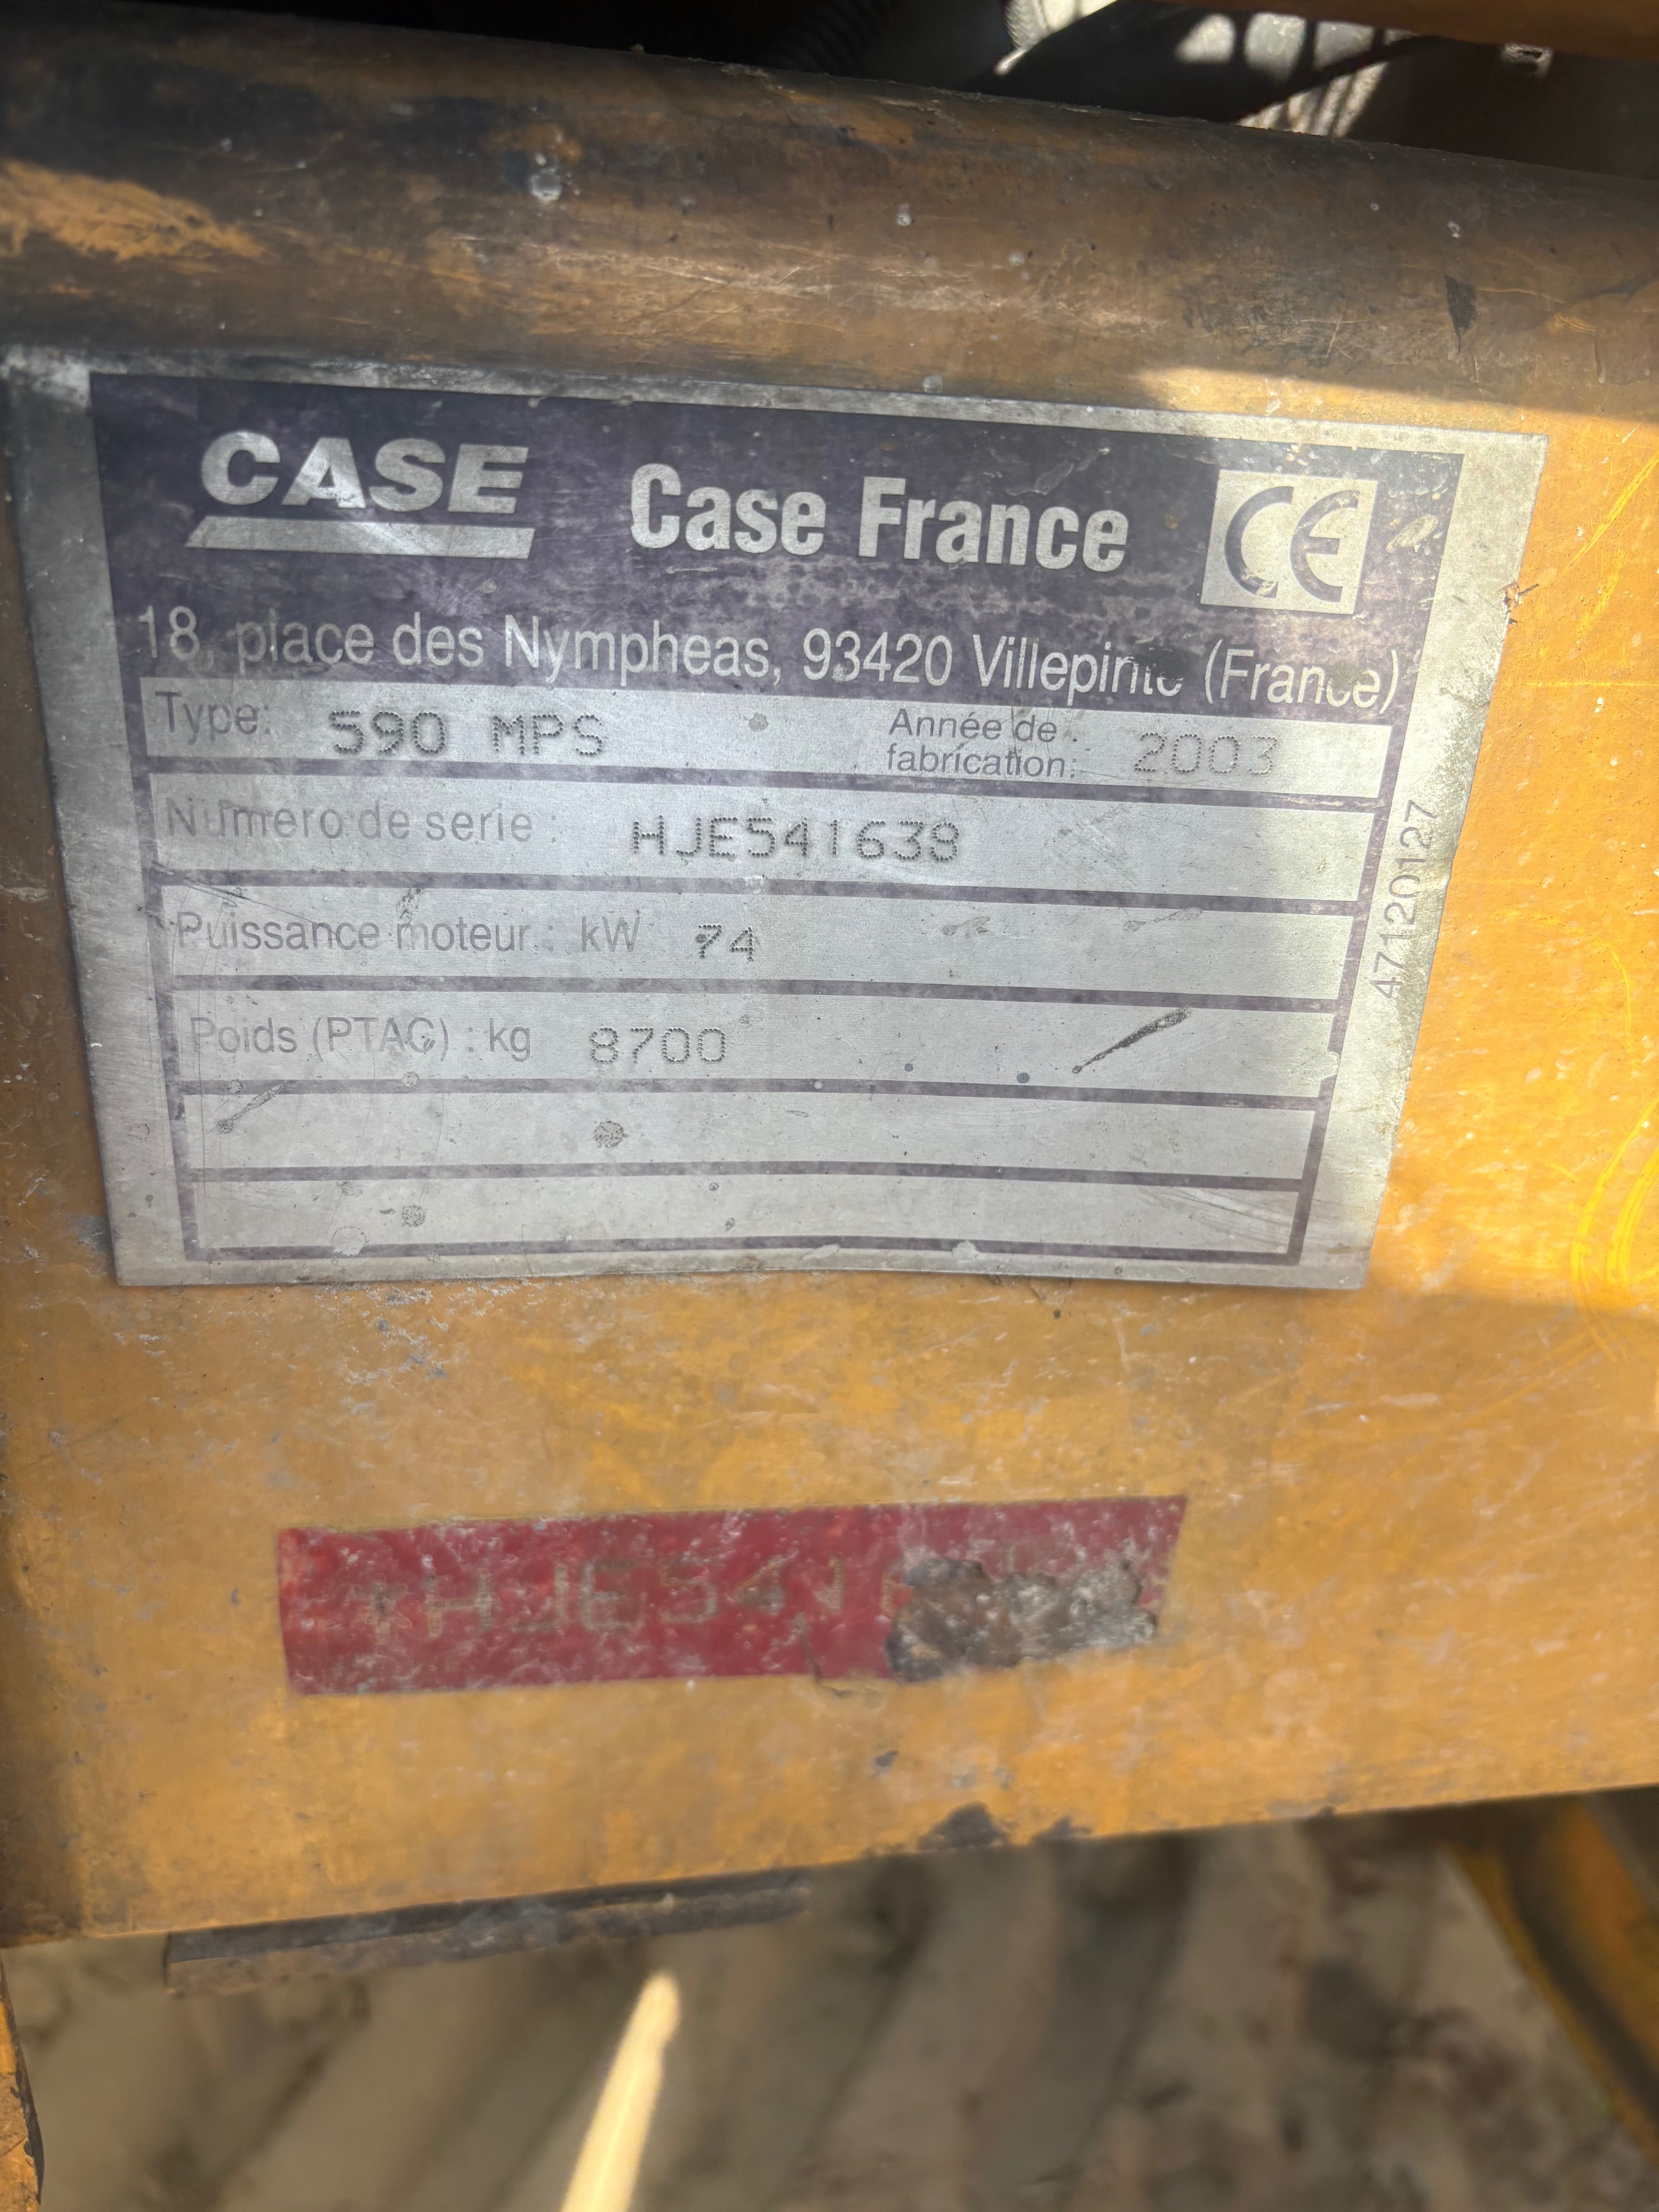 CASE Case France CE
18, place des Nympheas, 93420 Villepinte (France)
Type: 590 MPS Année de fabrication: 2003
Numero de serie : HJE541638
Puissance moteur : kW 74
Poids (PTAC) : kg 8700
47120127
*HJE541